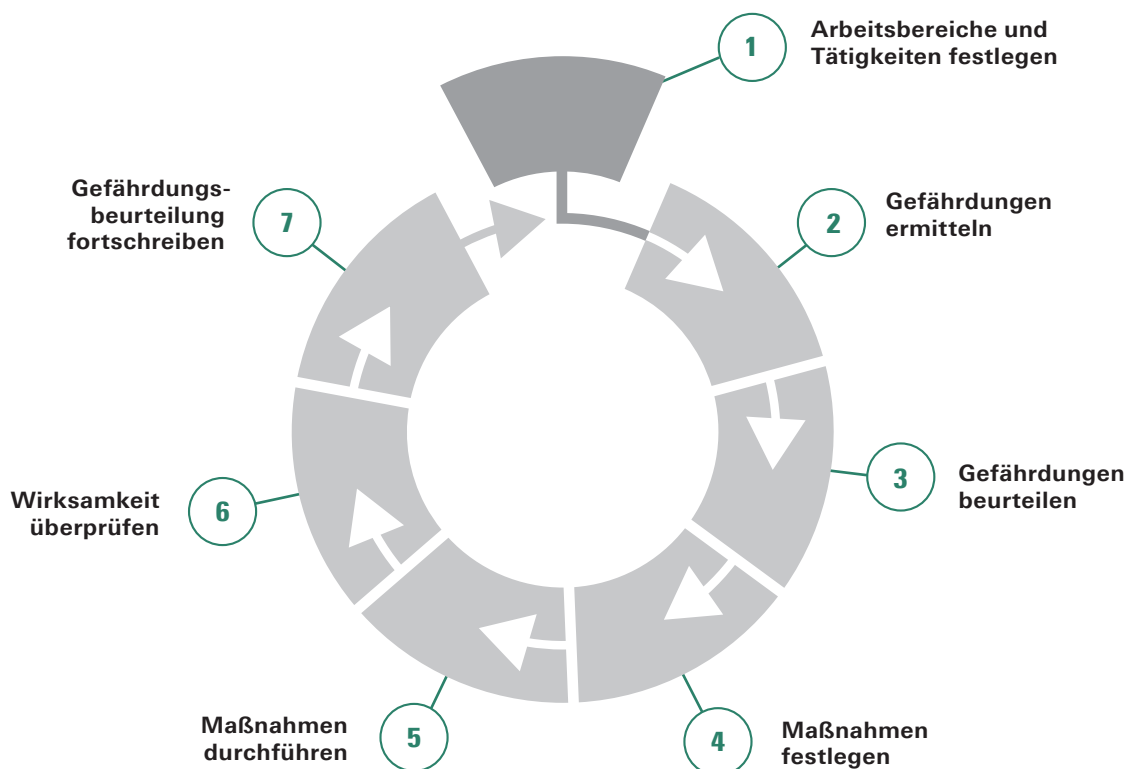 1
Arbeitsbereiche und
Tätigkeiten festlegen
2
Gefährdungen
ermitteln
3
Gefährdungen
beurteilen
4
Maßnahmen
festlegen
5
Maßnahmen
durchführen
6
Wirksamkeit
überprüfen
7
Gefährdungs-
beurteilung
fortschreiben